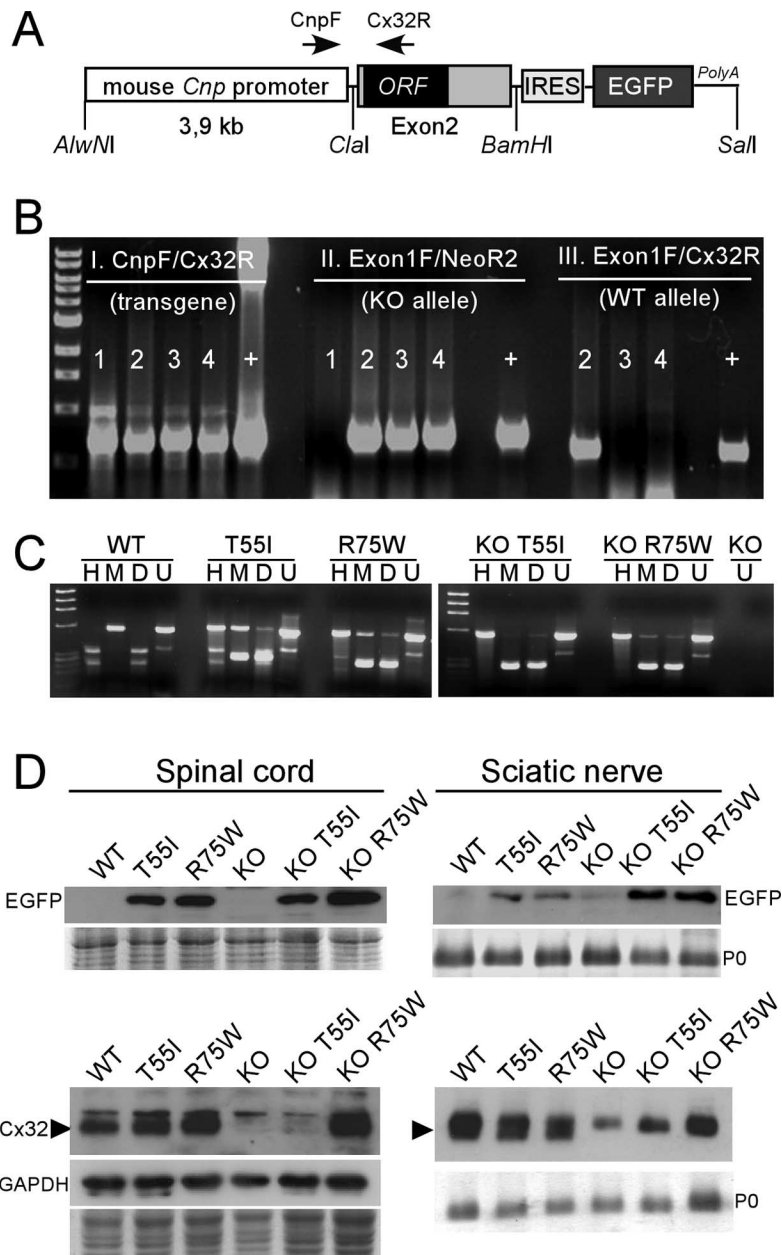 A
CnpF Cx32R
mouse Cnp promoter ORF IRES EGFP PolyA
3,9 kb Exon2
AlwNI ClaI BamHI SalI
B
I. CnpF/Cx32R II. Exon1F/NeoR2 III. Exon1F/Cx32R
(transgene) (KO allele) (WT allele)
1 2 3 4 + 1 2 3 4 + 2 3 4 +
C
WT T55I R75W KO T55I KO R75W KO
H M D U H M D U H M D U H M D U H M D U U
D
Spinal cord Sciatic nerve
WT T55I R75W KO KO T55I KO R75W WT T55I R75W KO KO T55I KO R75W
EGFP EGFP
P0
WT T55I R75W KO KO T55I KO R75W WT T55I R75W KO KO T55I KO R75W
Cx32
GAPDH
P0